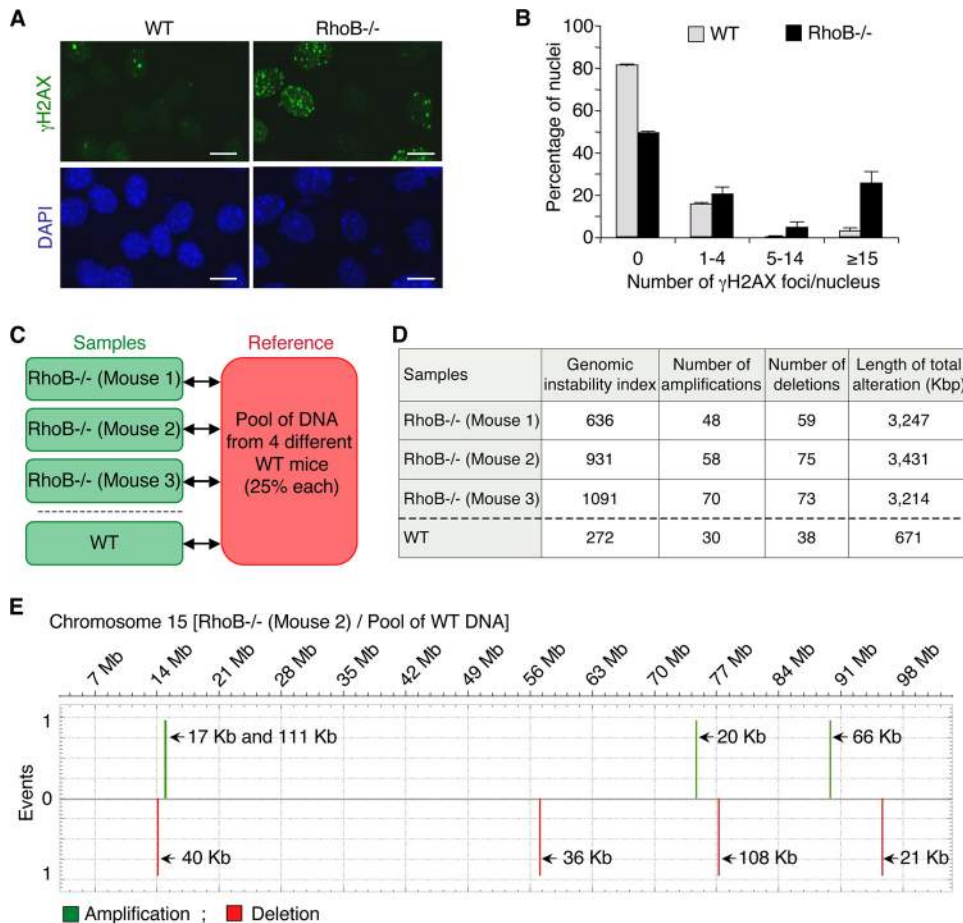 A
WT
RhoB-/-
γH2AX
DAPI
B
WT
RhoB-/-
Percentage of nuclei
100
80
60
40
20
0
0
1-4
5-14
≥15
Number of γH2AX foci/nucleus
C
Samples
Reference
RhoB-/- (Mouse 1)
RhoB-/- (Mouse 2)
RhoB-/- (Mouse 3)
WT
Pool of DNA
from 4 different
WT mice
(25% each)
D
Samples | Genomic instability index | Number of amplifications | Number of deletions | Length of total alteration (Kbp)
RhoB-/- (Mouse 1) | 636 | 48 | 59 | 3,247
RhoB-/- (Mouse 2) | 931 | 58 | 75 | 3,431
RhoB-/- (Mouse 3) | 1091 | 70 | 73 | 3,214
WT | 272 | 30 | 38 | 671
E
Chromosome 15 [RhoB-/- (Mouse 2) / Pool of WT DNA]
7 Mb 14 Mb 21 Mb 28 Mb 35 Mb 42 Mb 49 Mb 56 Mb 63 Mb 70 Mb 77 Mb 84 Mb 91 Mb 98 Mb
Events
1
0
1
17 Kb and 111 Kb
20 Kb
66 Kb
40 Kb
36 Kb
108 Kb
21 Kb
Amplification ; Deletion